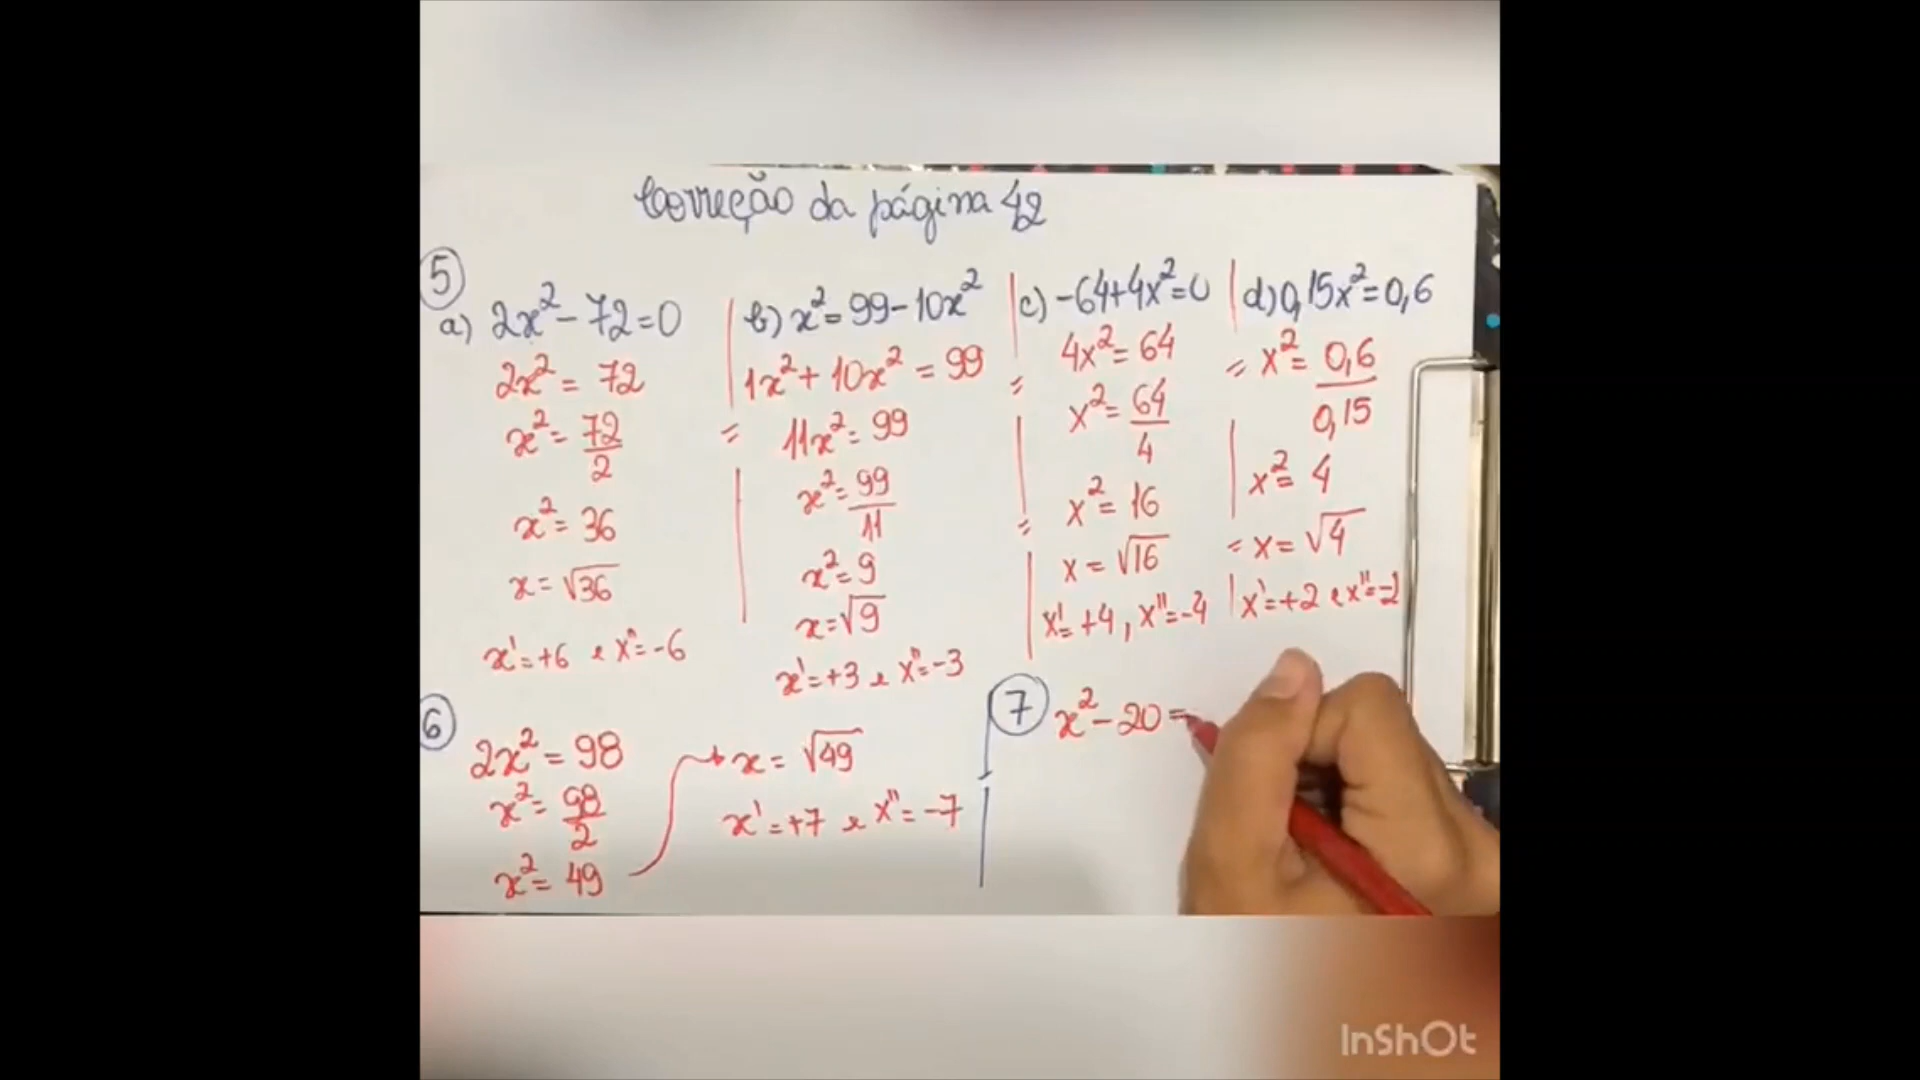 Correção da página 42
5
a) 2x² - 72 = 0
2x² = 72
x² = 72/2
x² = 36
x = √36
x' = +6 e x" = -6
b) x² = 99 - 10x²
1x² + 10x² = 99
11x² = 99
x² = 99/11
x² = 9
x = √9
x' = +3 e x" = -3
c) -64 + 4x² = 0
4x² = 64
x² = 64/4
x² = 16
x = √16
x' = +4, x" = -4
d) 0,15x² = 0,6
x² = 0,6/0,15
x² = 4
x = √4
x' = +2 e x" = -2
6
2x² = 98
x² = 98/2
x² = 49
x = √49
x' = +7 e x" = -7
7 x² - 20 =
InShOt